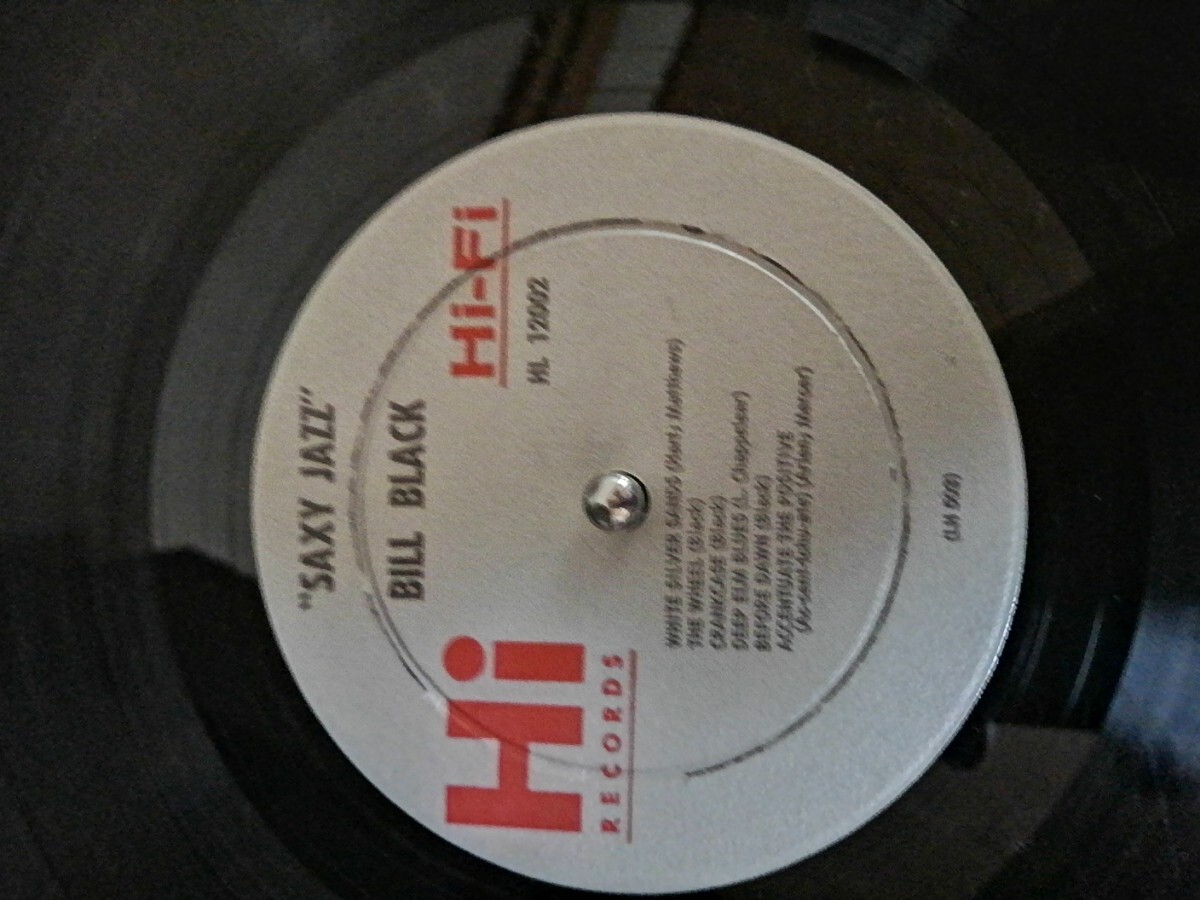 "SAXY JAZZ"
BILL BLACK
Hi
RECORDS
Hi-Fi
HL 12002
WHITE SILVER SANDS (Hart; Matthews)
THE WHEEL (Black)
CRANKCASE (Black)
DEEP ELM BLUES (L. Chappelear)
BEFORE DAWN (Black)
ACCENTUATE THE POSITIVE
(Arlen; Mercer)